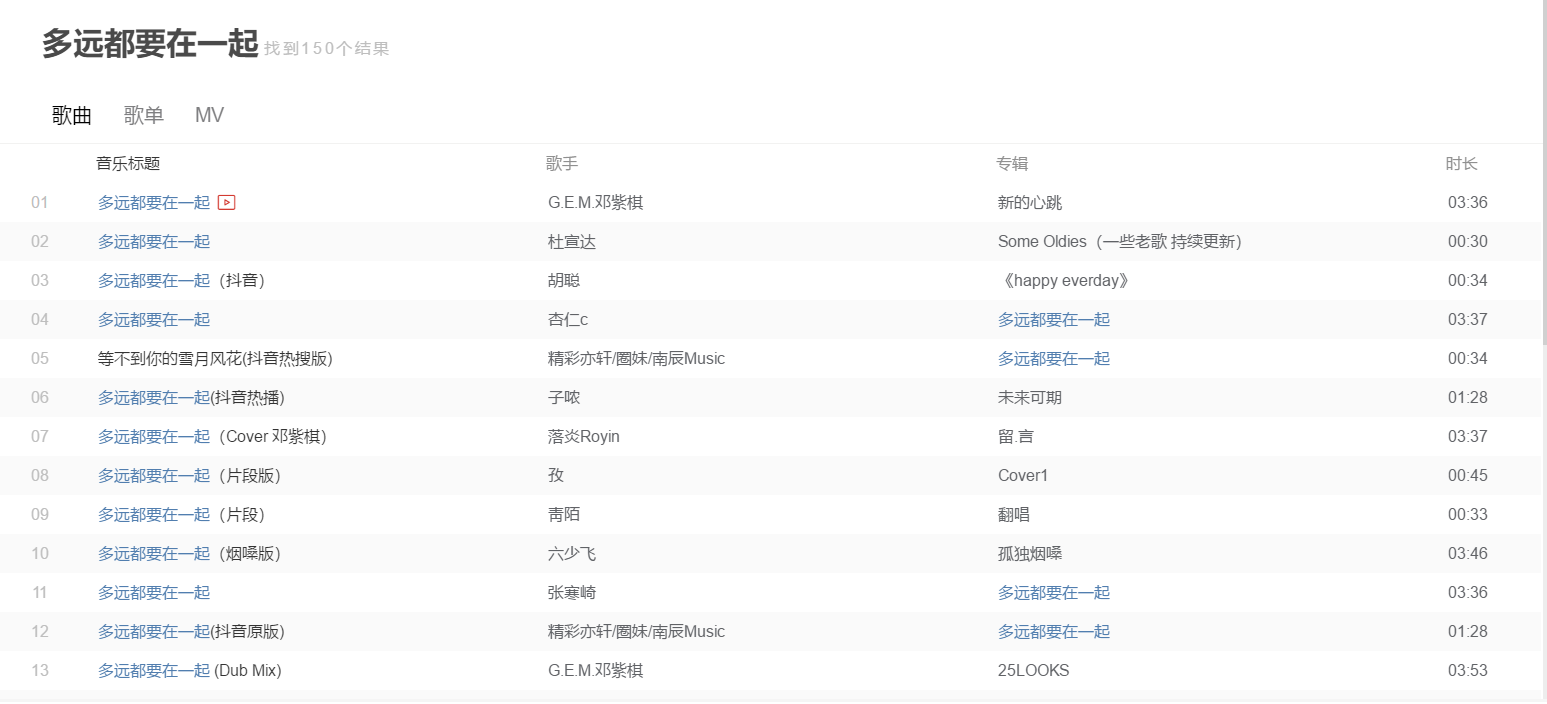 多远都要在一起 找到150个结果
歌曲 歌单 MV
音乐标题 歌手 专辑 时长
01 多远都要在一起 G.E.M.邓紫棋 新的心跳 03:36
02 多远都要在一起 杜宣达 Some Oldies（一些老歌 持续更新） 00:30
03 多远都要在一起（抖音） 胡聪 《happy everday》 00:34
04 多远都要在一起 杏仁c 多远都要在一起 03:37
05 等不到你的雪月风花(抖音热搜版) 精彩亦轩/圈妹/南辰Music 多远都要在一起 00:34
06 多远都要在一起(抖音热播) 子哝 未来可期 01:28
07 多远都要在一起（Cover 邓紫棋） 落炎Royin 留.言 03:37
08 多远都要在一起（片段版） 孜 Cover1 00:45
09 多远都要在一起（片段） 靑陌 翻唱 00:33
10 多远都要在一起（烟嗓版） 六少飞 孤独烟嗓 03:46
11 多远都要在一起 张寒崎 多远都要在一起 03:36
12 多远都要在一起(抖音原版) 精彩亦轩/圈妹/南辰Music 多远都要在一起 01:28
13 多远都要在一起 (Dub Mix) G.E.M.邓紫棋 25LOOKS 03:53